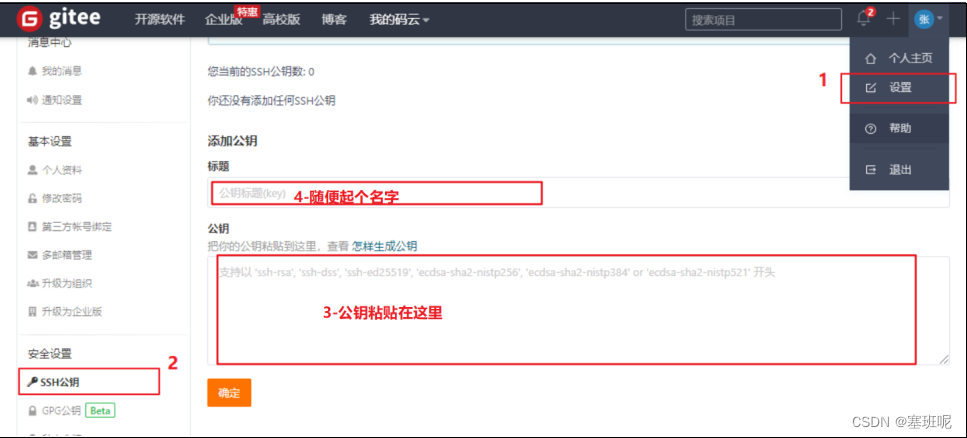 gitee 开源软件 企业版 特惠 高校版 博客 我的码云 搜索项目 2 张
消息中心
我的消息
通知设置
基本设置
个人资料
修改密码
第三方帐号绑定
多邮箱管理
升级为组织
升级为企业版
安全设置
2
SSH公钥
GPG公钥 Beta
您当前的SSH公钥数: 0
你还没有添加任何SSH公钥
添加公钥
标题
公钥标题(key) 4-随便起个名字
公钥
把你的公钥粘贴到这里，查看 怎样生成公钥
支持以 'ssh-rsa', 'ssh-dss', 'ssh-ed25519', 'ecdsa-sha2-nistp256', 'ecdsa-sha2-nistp384' or 'ecdsa-sha2-nistp521' 开头
3-公钥粘贴在这里
确定
个人主页
1
设置
帮助
退出
CSDN @塞班呢